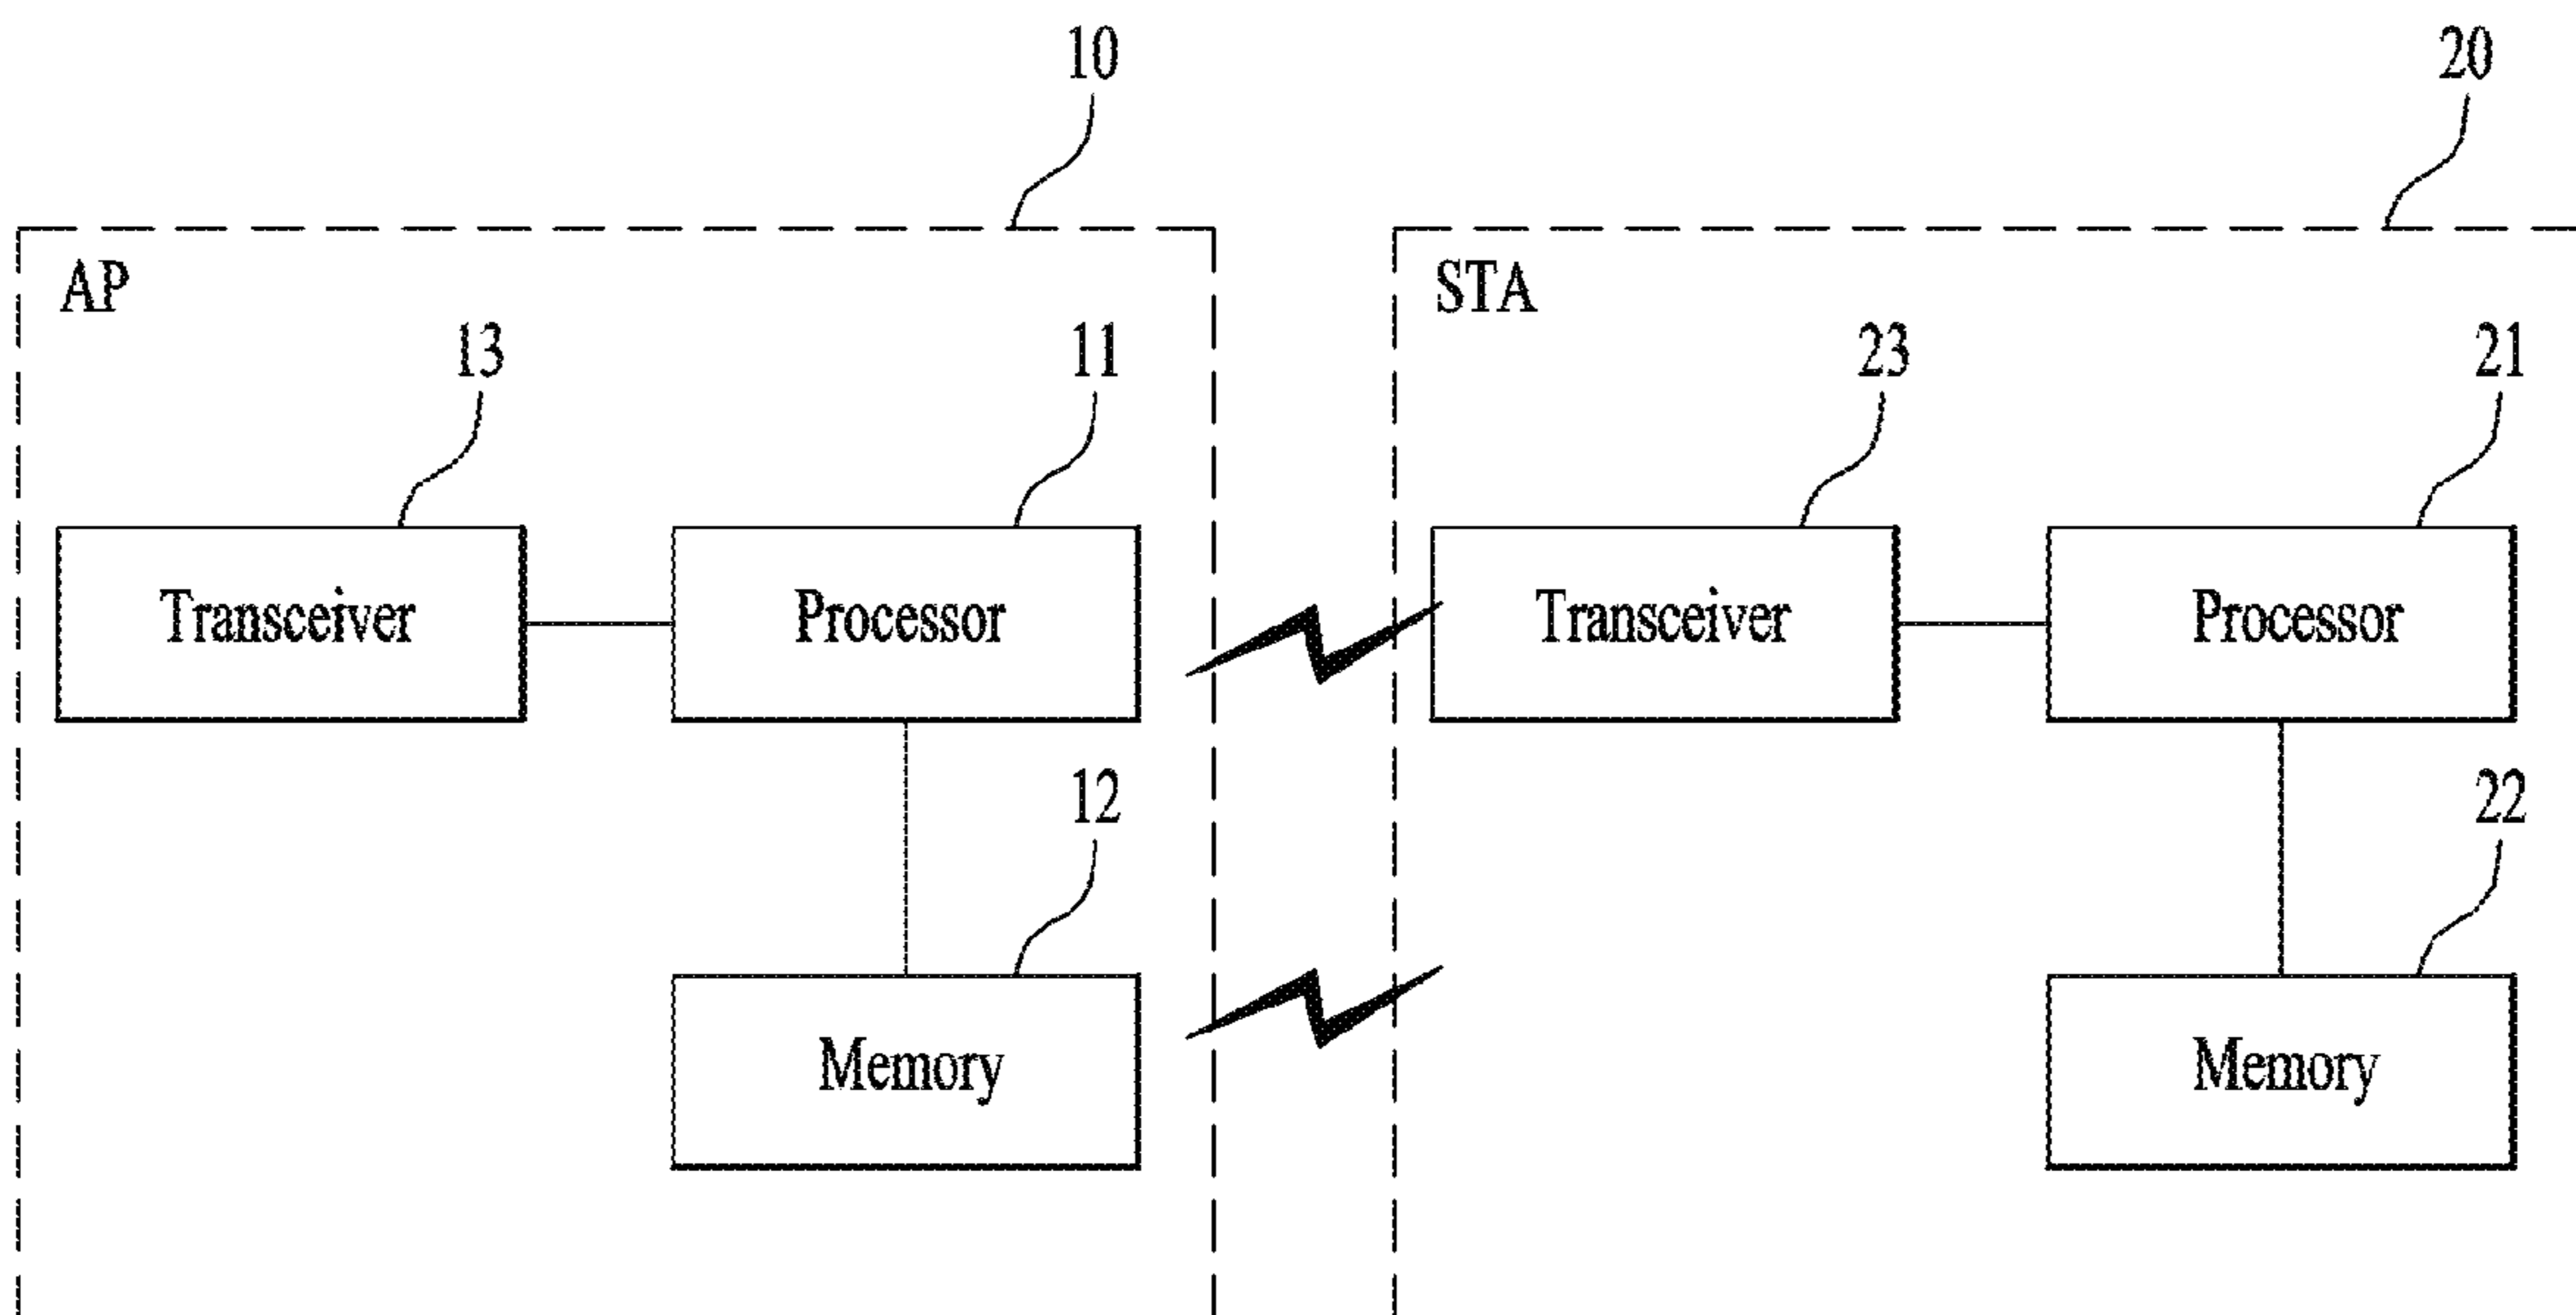 10
20
AP
STA
13
11
23
21
Transceiver
Processor
Transceiver
Processor
12
22
Memory
Memory